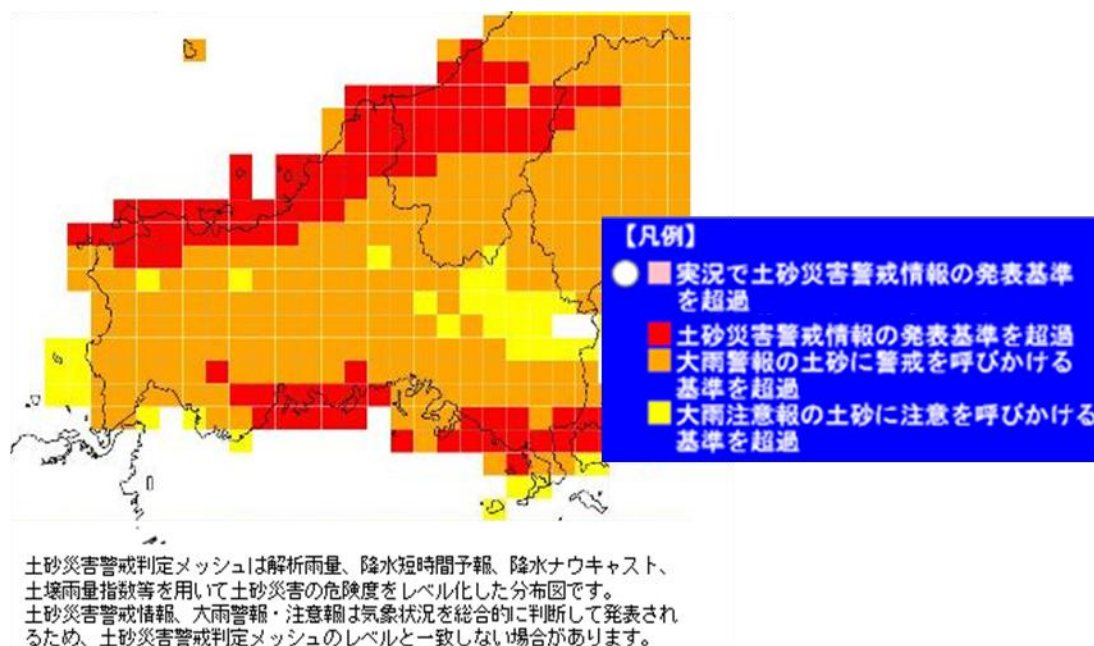 【凡例】
実況で土砂災害警戒情報の発表基準
を超過
土砂災害警戒情報の発表基準を超過
大雨警報の土砂に警戒を呼びかける
基準を超過
大雨注意報の土砂に注意を呼びかける
基準を超過
土砂災害警戒判定メッシュは解析雨量、降水短時間予報、降水ナウキャスト、
土壌雨量指数等を用いて土砂災害の危険度をレベル化した分布図です。
土砂災害警戒情報、大雨警報・注意報は気象状況を総合的に判断して発表され
るため、土砂災害警戒判定メッシュのレベルと一致しない場合があります。